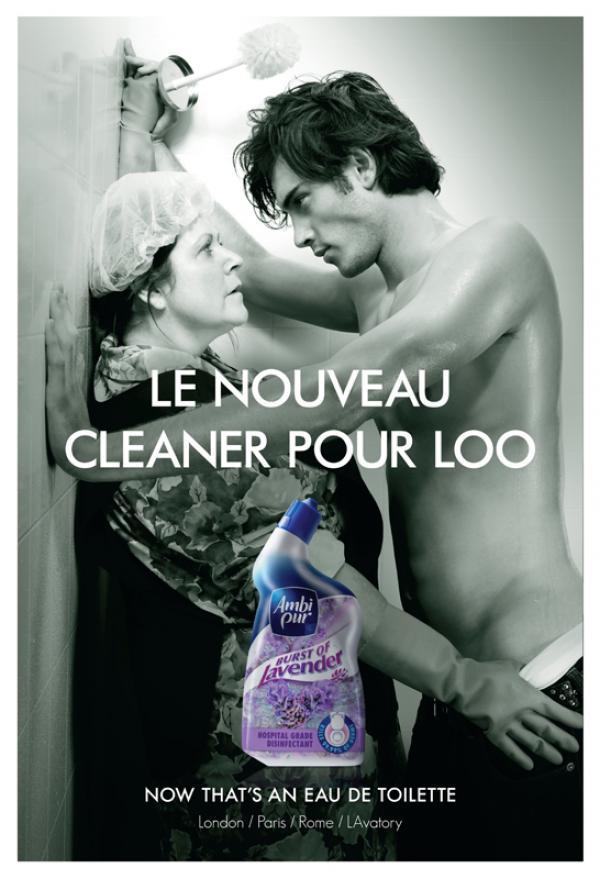 LE NOUVEAU
CLEANER POUR LOO
Ambi
pur
BURST OF
lavender
HOSPITAL GRADE
DISINFECTANT
NOW THAT'S AN EAU DE TOILETTE
London / Paris / Rome / LAvatory